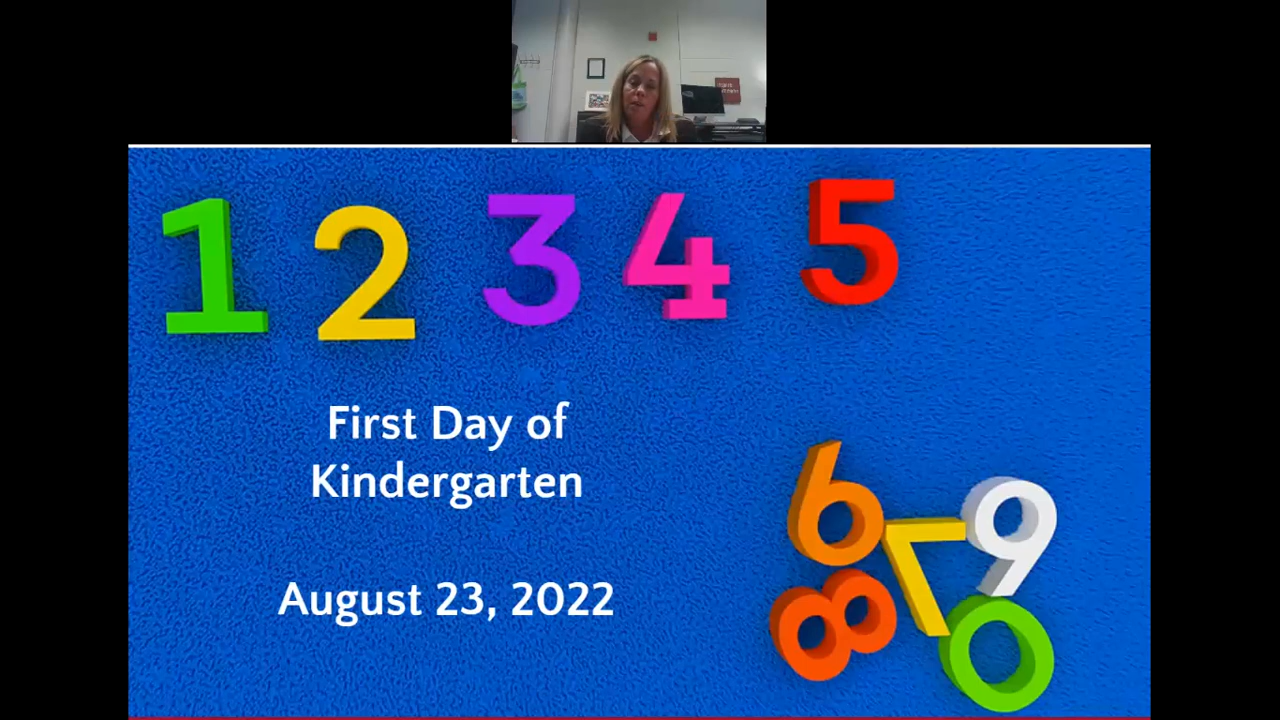 1 2 3 4 5
First Day of
Kindergarten
August 23, 2022
6 7 9
8 0